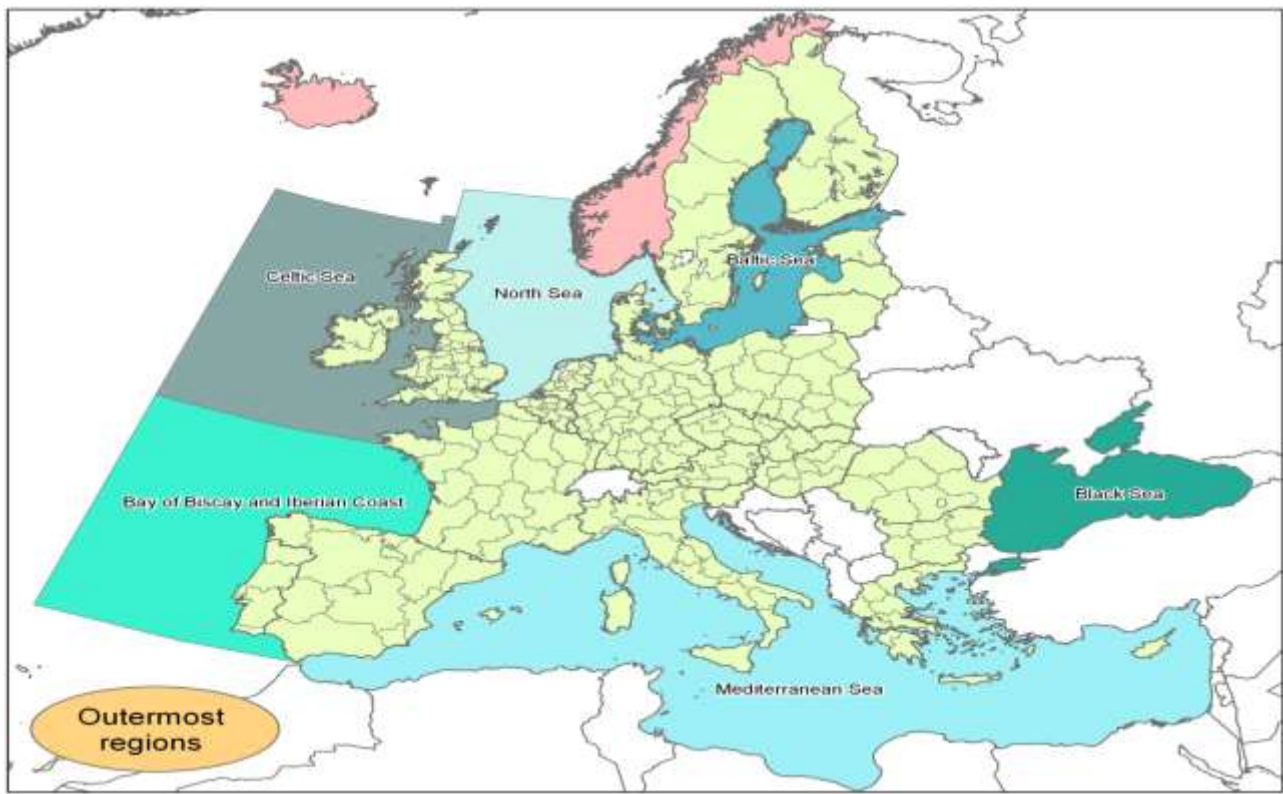 Celtic Sea
North Sea
Baltic Sea
Bay of Biscay and Iberian Coast
Black Sea
Mediterranean Sea
Outermost
regions